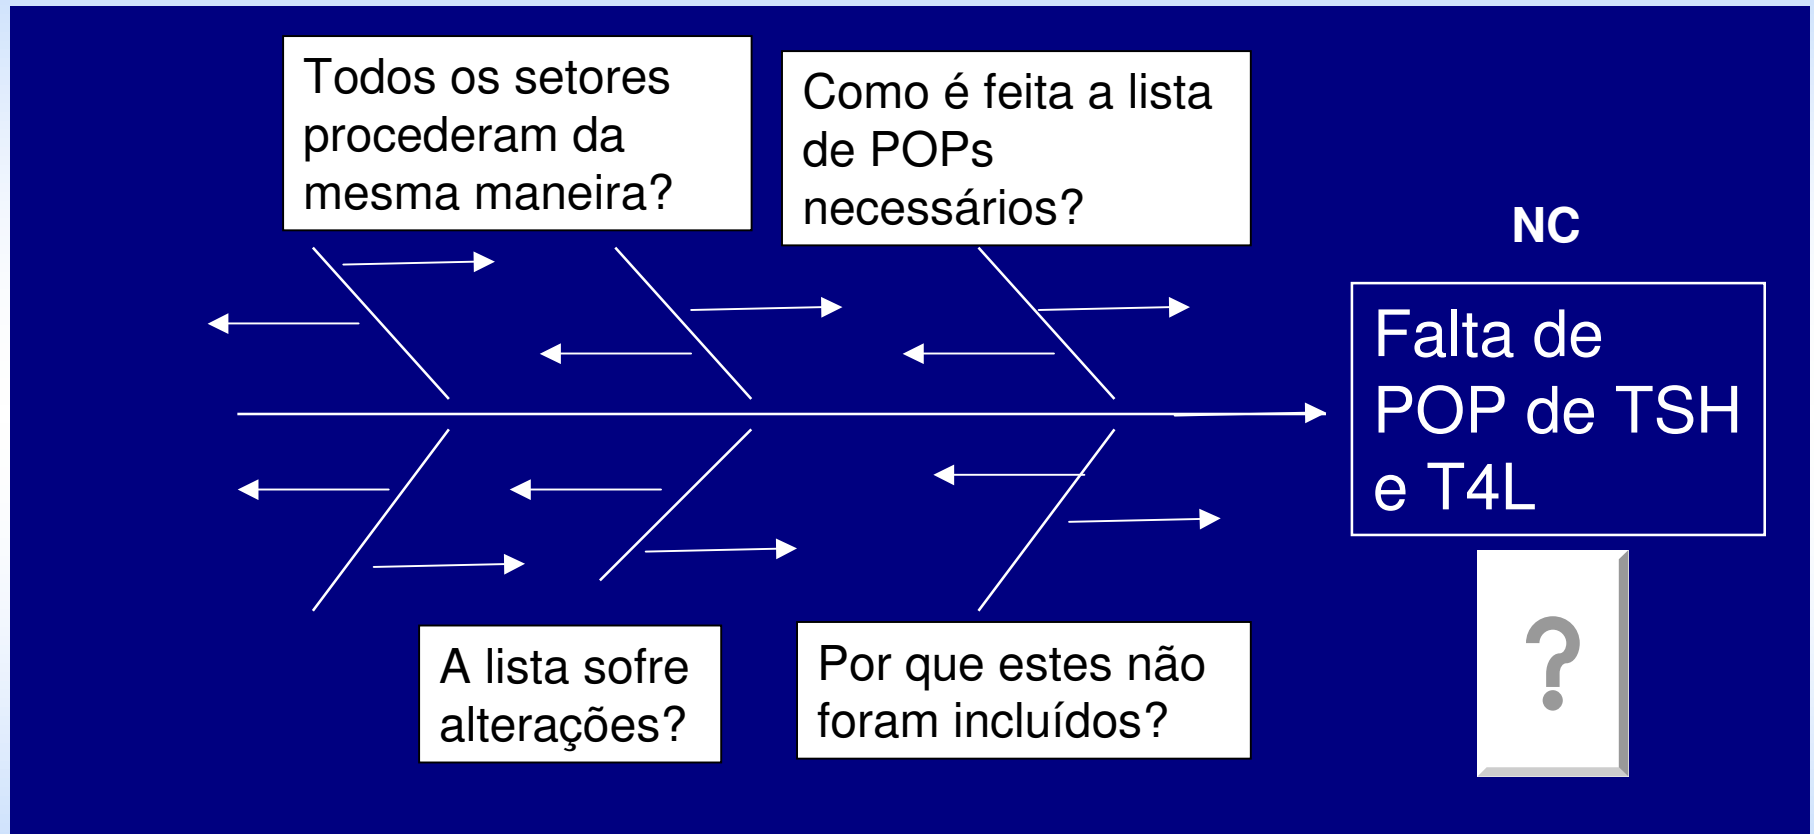 Todos os setores
procederam da
mesma maneira?
Como é feita a lista
de POPs
necessários?
NC
Falta de
POP de TSH
e T4L
A lista sofre
alterações?
Por que estes não
foram incluídos?
?